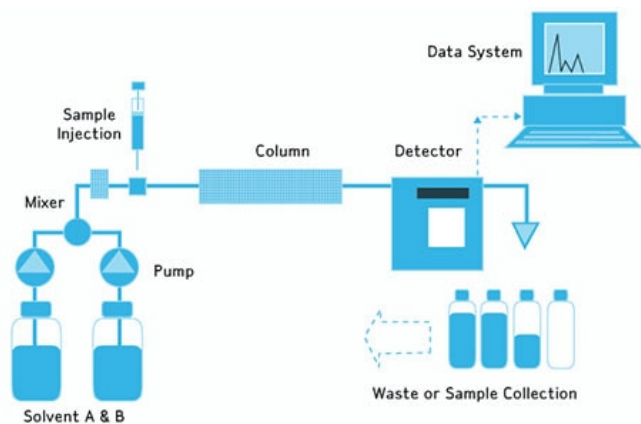 Data System
Sample
Injection
Column
Detector
Mixer
Pump
Waste or Sample Collection
Solvent A & B